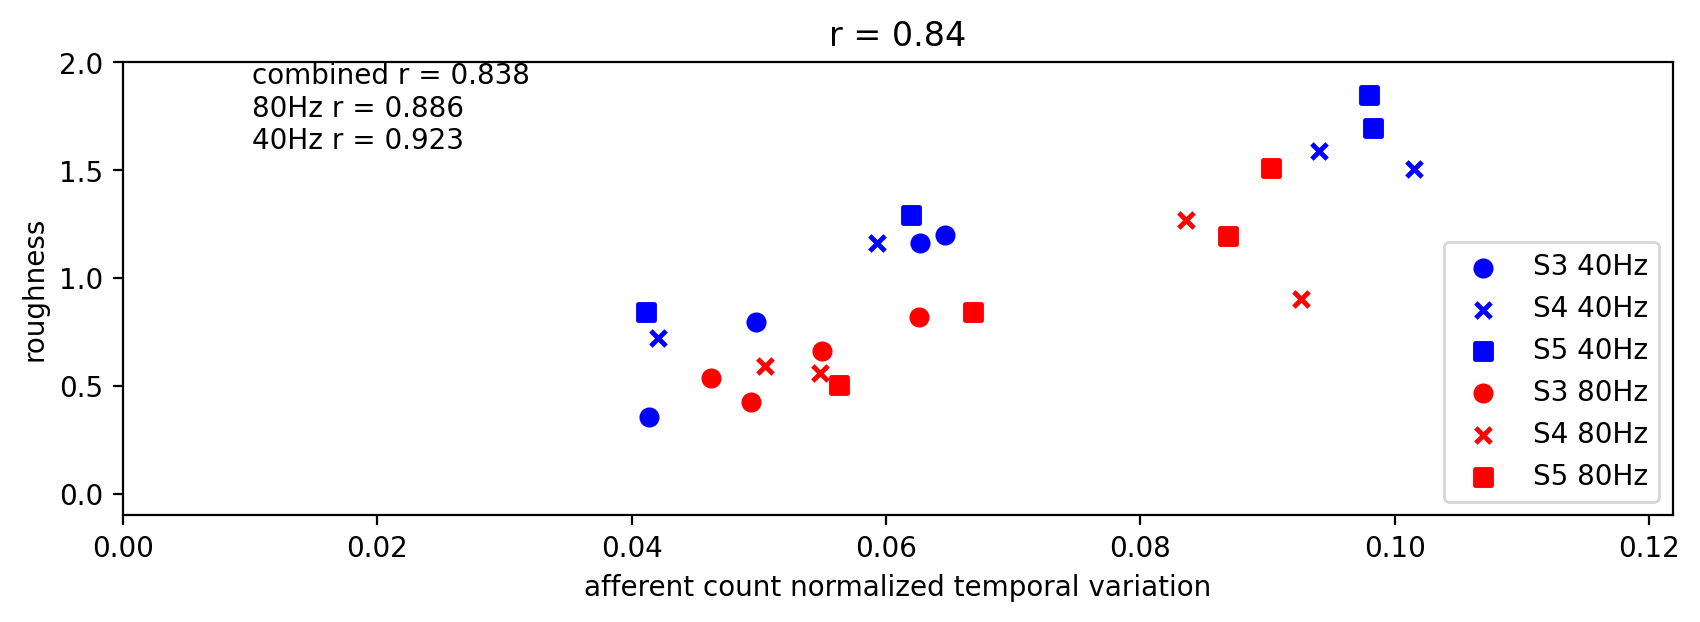 r = 0.84
combined r = 0.838
80Hz r = 0.886
40Hz r = 0.923
2.0
1.5
1.0
0.5
0.0
roughness
S3 40Hz
S4 40Hz
S5 40Hz
S3 80Hz
S4 80Hz
S5 80Hz
0.00 0.02 0.04 0.06 0.08 0.10 0.12
afferent count normalized temporal variation